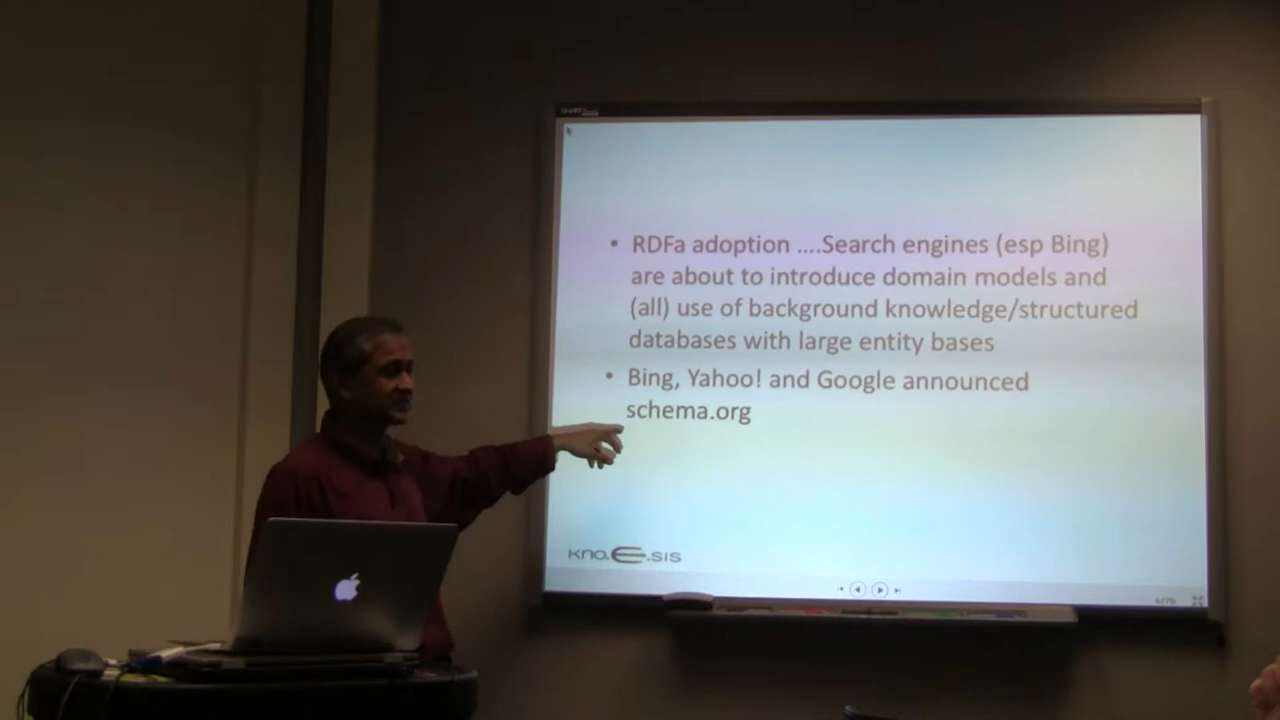 SMART
• RDFa adoption ....Search engines (esp Bing)
are about to introduce domain models and
(all) use of background knowledge/structured
databases with large entity bases
• Bing, Yahoo! and Google announced
schema.org
kno.e.sis